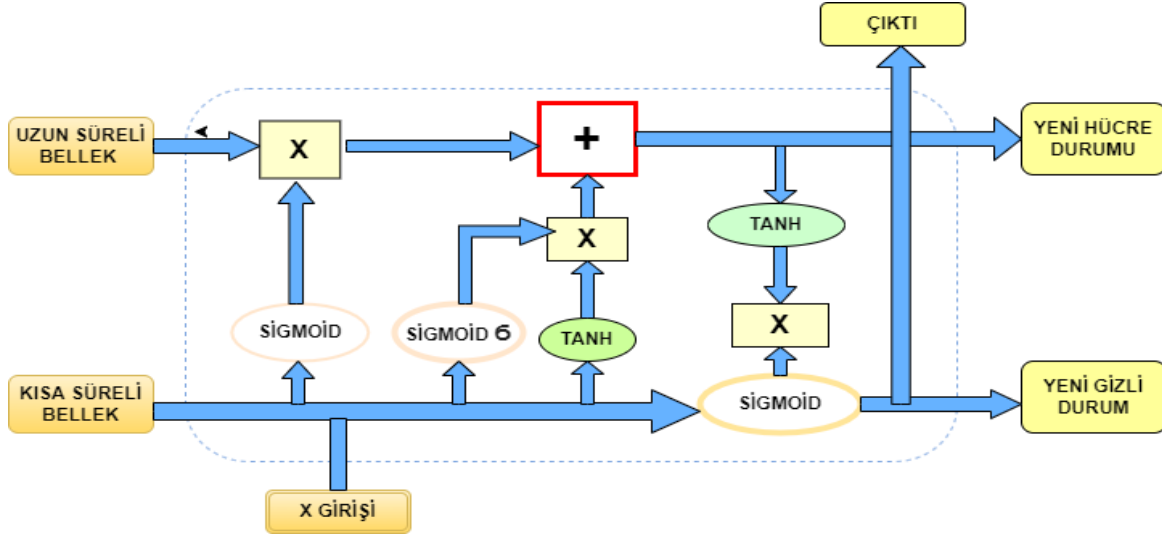 ÇIKTI
UZUN SÜRELİ
BELLEK
X
+
YENİ HÜCRE
DURUMU
TANH
X
X
SİGMOİD
SİGMOİD 6
TANH
KISA SÜRELİ
BELLEK
SİGMOİD
YENİ GİZLİ
DURUM
X GİRİŞİ